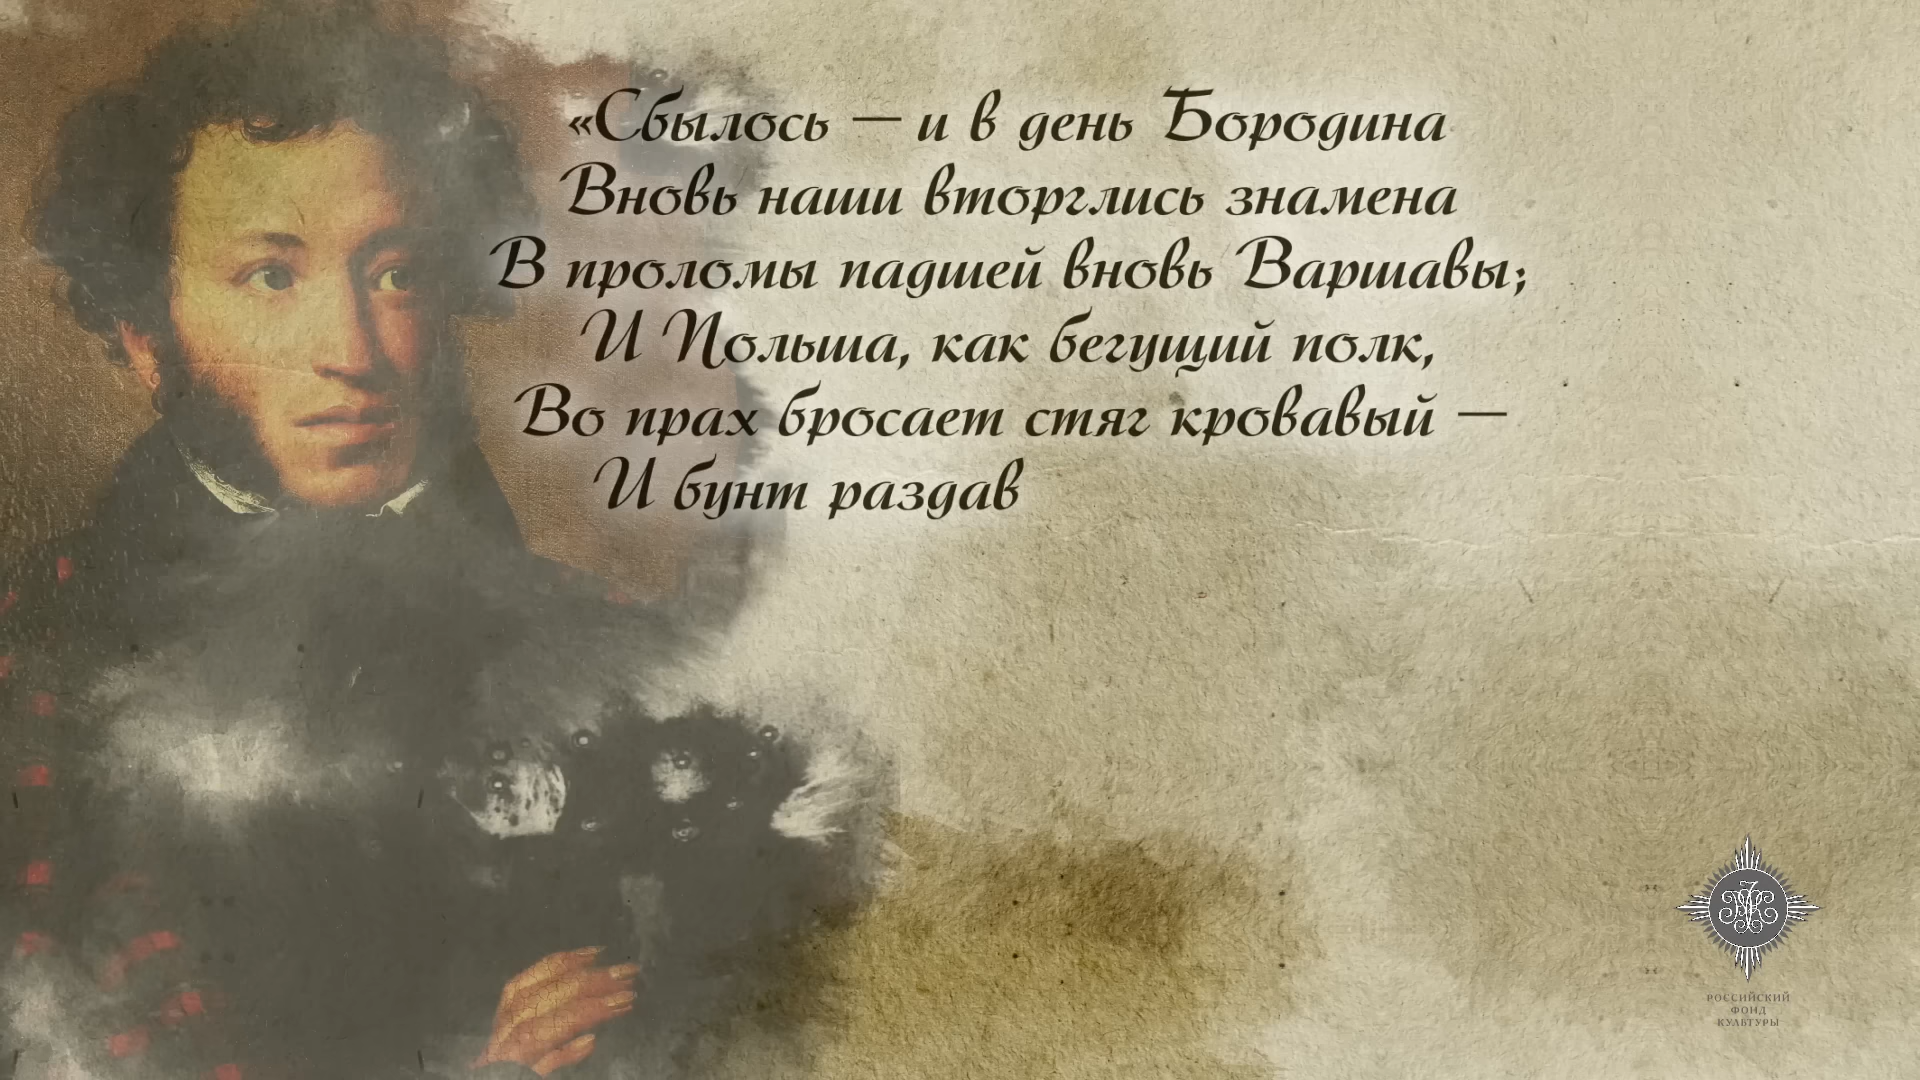 «Сбылось — и в день Бородина
Вновь наши вторглись знамена
В проломы падшей вновь Варшавы;
И Польша, как бегущий полк,
Во прах бросает стяг кровавый —
И бунт раздав
РОССИЙСКИЙ
ФОНД
КУЛЬТУРЫ